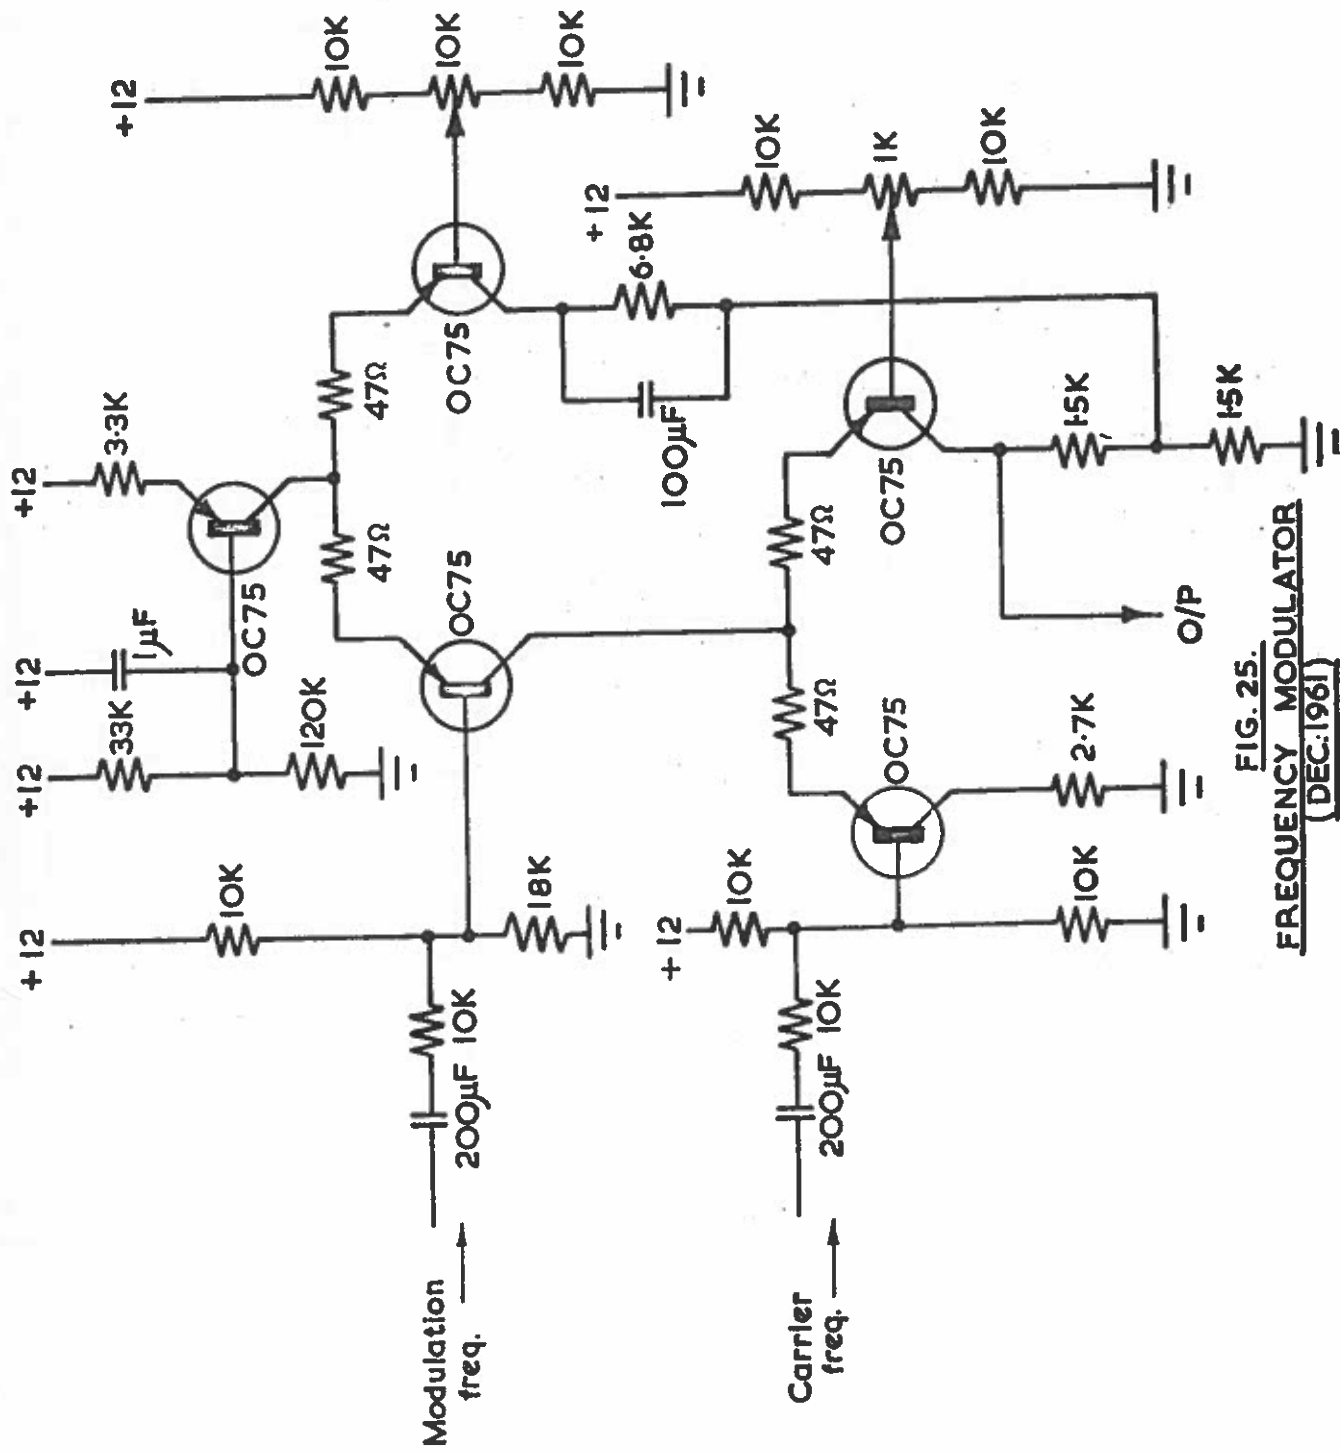 +12
+12
+12
+12
+12
10K
33K
1µF
3.3K
10K
10K
10K
120K
OC75
47Ω
47Ω
OC75
OC75
Modulation
freq.
200µF
10K
18K
+12
10K
+12
10K
1K
10K
100µF
6.8K
47Ω
47Ω
OC75
OC75
Carrier
freq.
200µF
10K
10K
2.7K
1.5K
1.5K
O/P
FIG. 25.
FREQUENCY MODULATOR
(DEC:1961)